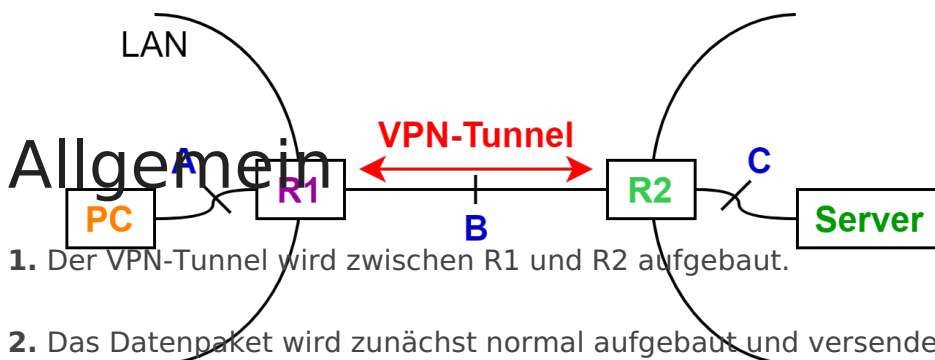 LAN
VPN-Tunnel
Allgemein
A
C
R1
R2
PC
B
Server
1. Der VPN-Tunnel wird zwischen R1 und R2 aufgebaut.
2. Das Datenpaket wird zunächst normal aufgebaut und versende